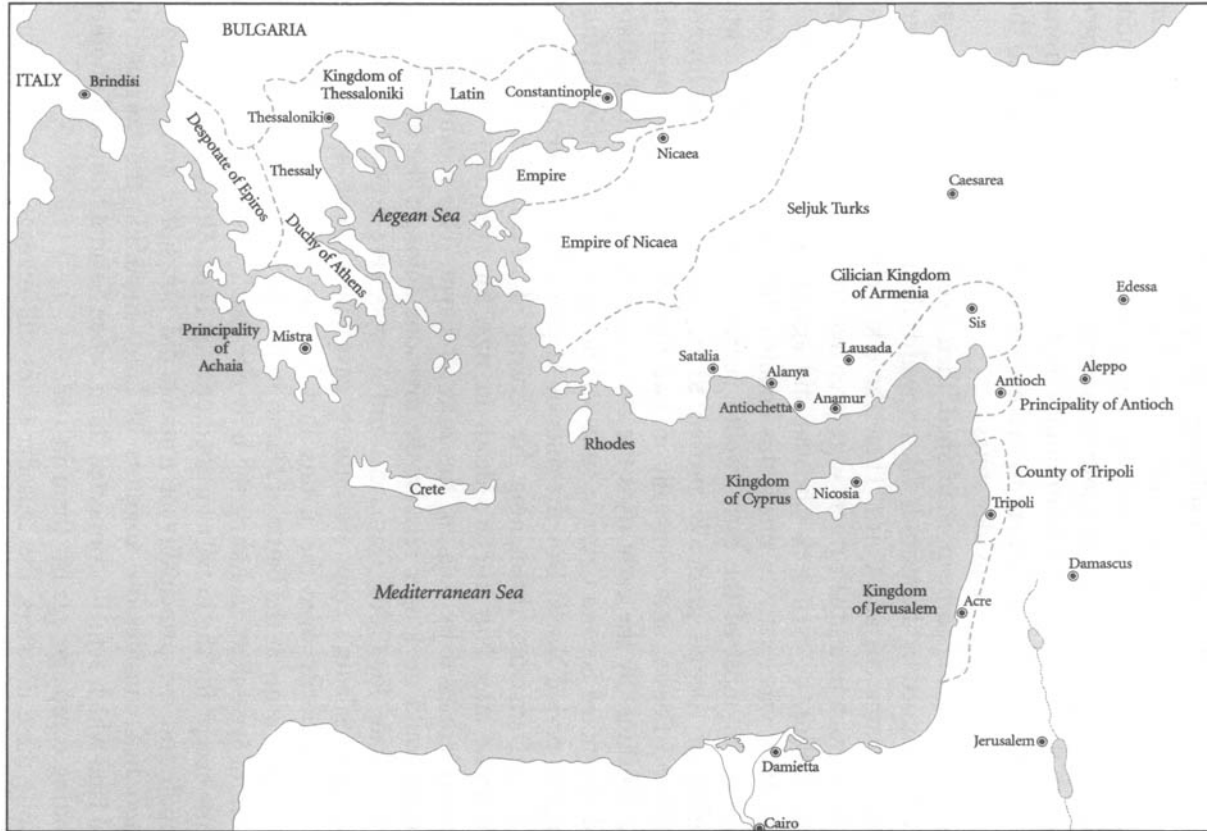 BULGARIA
ITALY
Brindisi
Kingdom of
Thessaloniki
Latin
Constantinople
Thessaloniki
Nicaea
Despotate of Epiros
Thessaly
Empire
Caesarea
Seljuk Turks
Aegean Sea
Duchy of Athens
Empire of Nicaea
Cilician Kingdom
of Armenia
Edessa
Sis
Principality
of
Achaia
Mistra
Satalia
Lausada
Alanya
Aleppo
Antioch
Antiochetta
Anamur
Principality of Antioch
Rhodes
Crete
Kingdom
of Cyprus
Nicosia
County of Tripoli
Tripoli
Damascus
Mediterranean Sea
Kingdom
of Jerusalem
Acre
Jerusalem
Damietta
Cairo